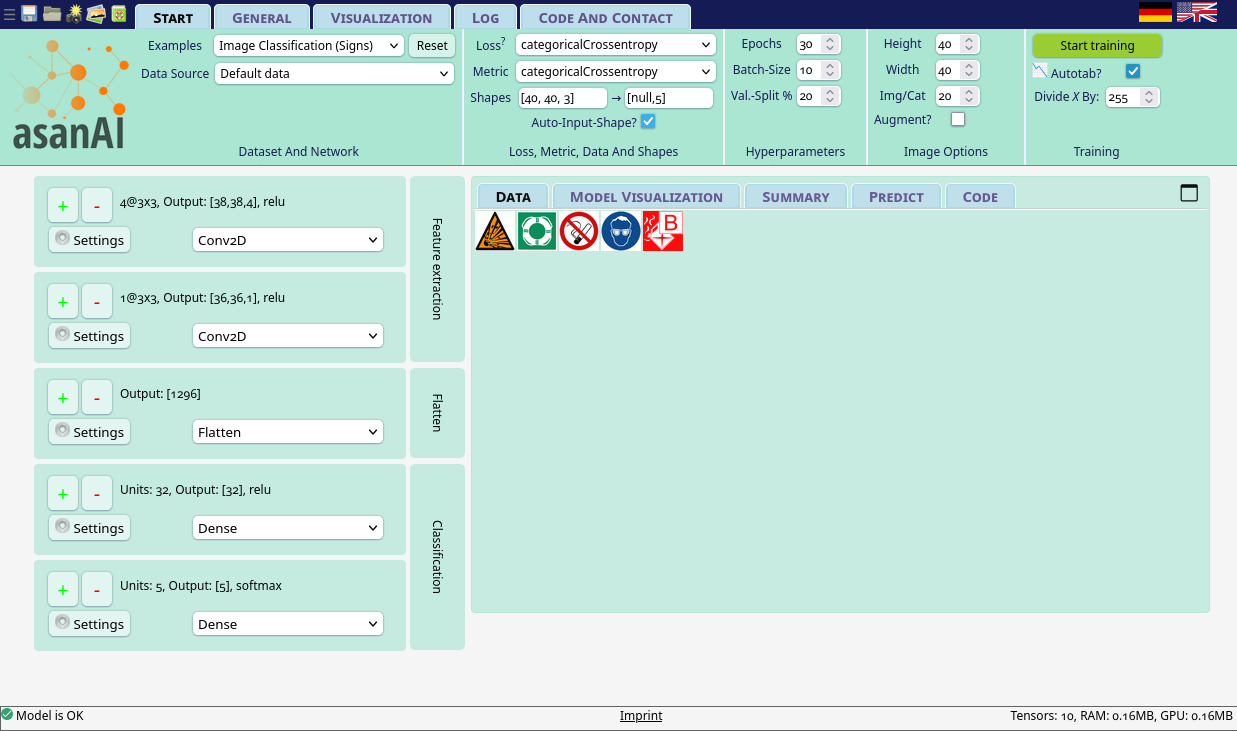 START
GENERAL
VISUALIZATION
LOG
CODE AND CONTACT
asanAI
Examples
Image Classification (Signs)
Reset
Data Source
Default data
Dataset And Network
Loss?
categoricalCrossentropy
Metric
categoricalCrossentropy
Shapes
[40, 40, 3]
→
[null,5]
Auto-Input-Shape?
Loss, Metric, Data And Shapes
Epochs
30
Batch-Size
10
Val.-Split %
20
Hyperparameters
Height
40
Width
40
Img/Cat
20
Augment?
Image Options
Start training
Autotab?
Divide X By:
255
Training
+
-
4@3x3, Output: [38,38,4], relu
Settings
Conv2D
+
-
1@3x3, Output: [36,36,1], relu
Settings
Conv2D
Feature extraction
+
-
Output: [1296]
Settings
Flatten
Flatten
+
-
Units: 32, Output: [32], relu
Settings
Dense
+
-
Units: 5, Output: [5], softmax
Settings
Dense
Classification
DATA
MODEL VISUALIZATION
SUMMARY
PREDICT
CODE
B
Model is OK
Imprint
Tensors: 10, RAM: 0.16MB, GPU: 0.16MB